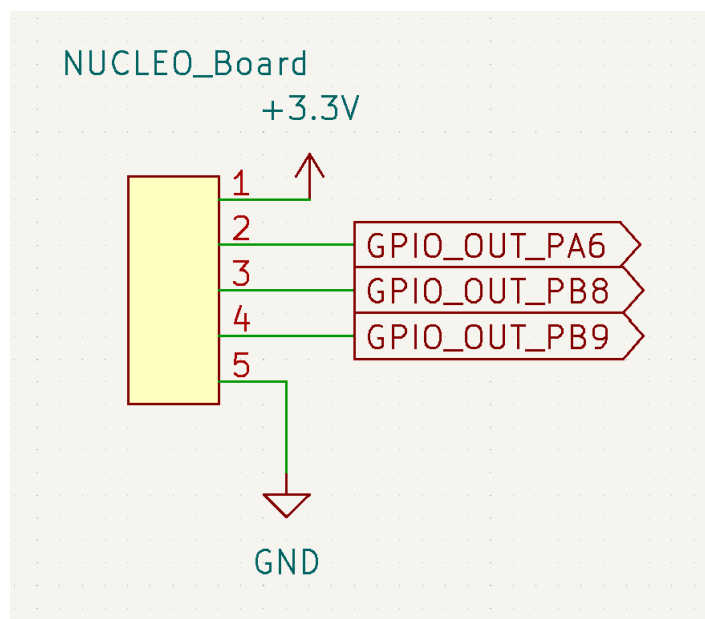 NUCLEO_Board
+3.3V
1
2 GPIO_OUT_PA6
3 GPIO_OUT_PB8
4 GPIO_OUT_PB9
5
GND